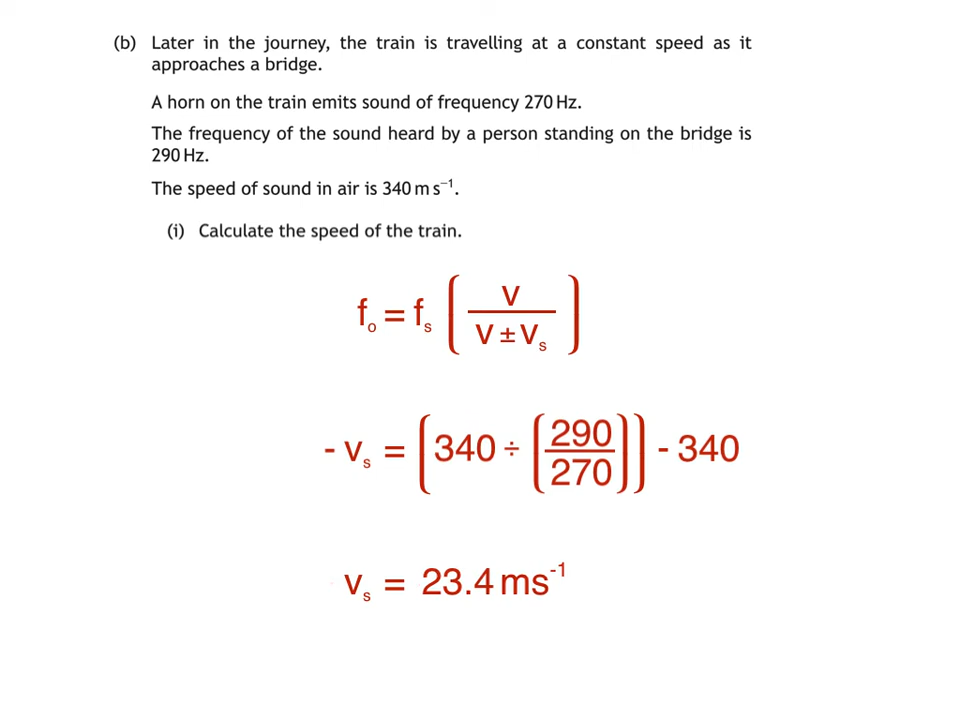 (b) Later in the journey, the train is travelling at a constant speed as it
approaches a bridge.
A horn on the train emits sound of frequency 270 Hz.
The frequency of the sound heard by a person standing on the bridge is
290 Hz.
The speed of sound in air is 340 m s⁻¹.
(i) Calculate the speed of the train.
fₒ = fₛ ( v / v ± vₛ )
- vₛ = ( 340 ÷ ( 290 / 270 ) ) - 340
vₛ = 23.4 ms⁻¹